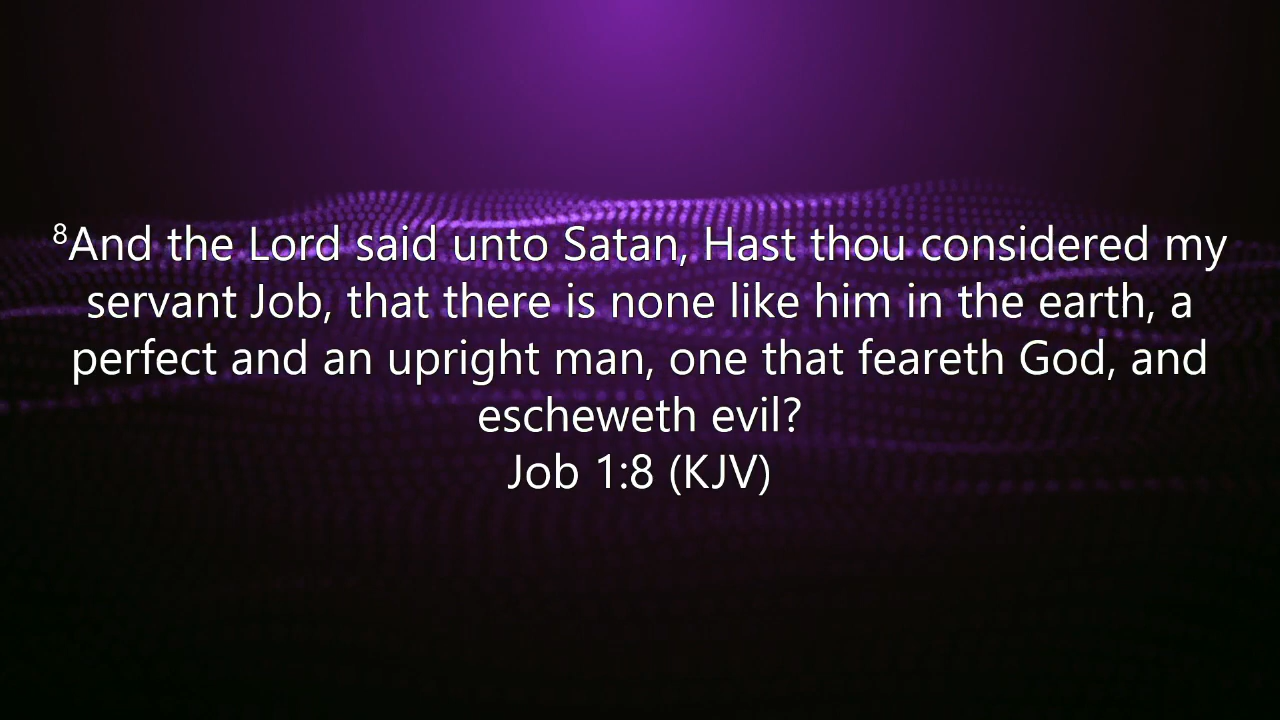 ⁸And the Lord said unto Satan, Hast thou considered my
servant Job, that there is none like him in the earth, a
perfect and an upright man, one that feareth God, and
escheweth evil?
Job 1:8 (KJV)